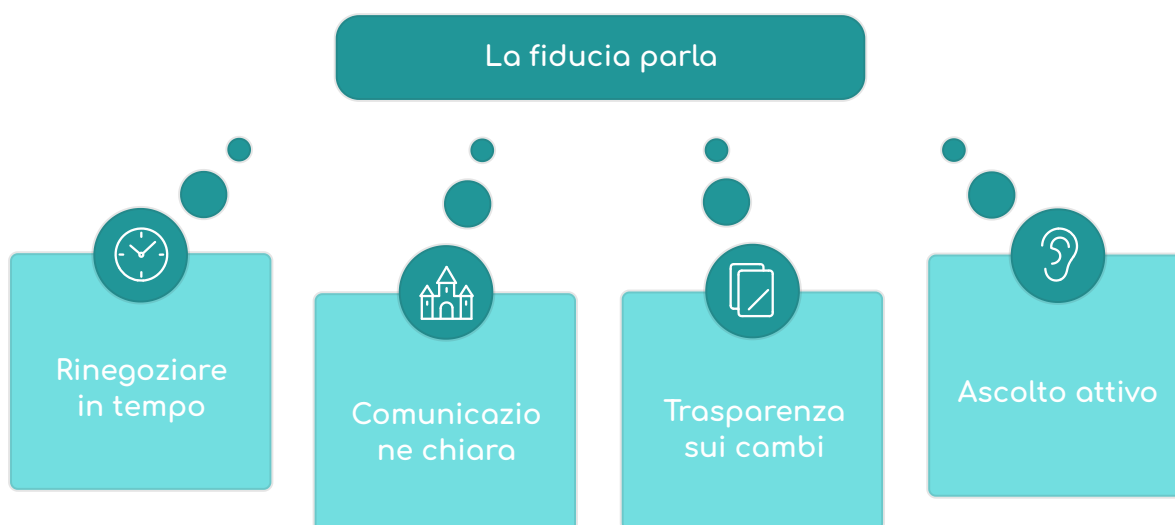 La fiducia parla
Rinegoziare
in tempo
Comunicazio
ne chiara
Trasparenza
sui cambi
Ascolto attivo